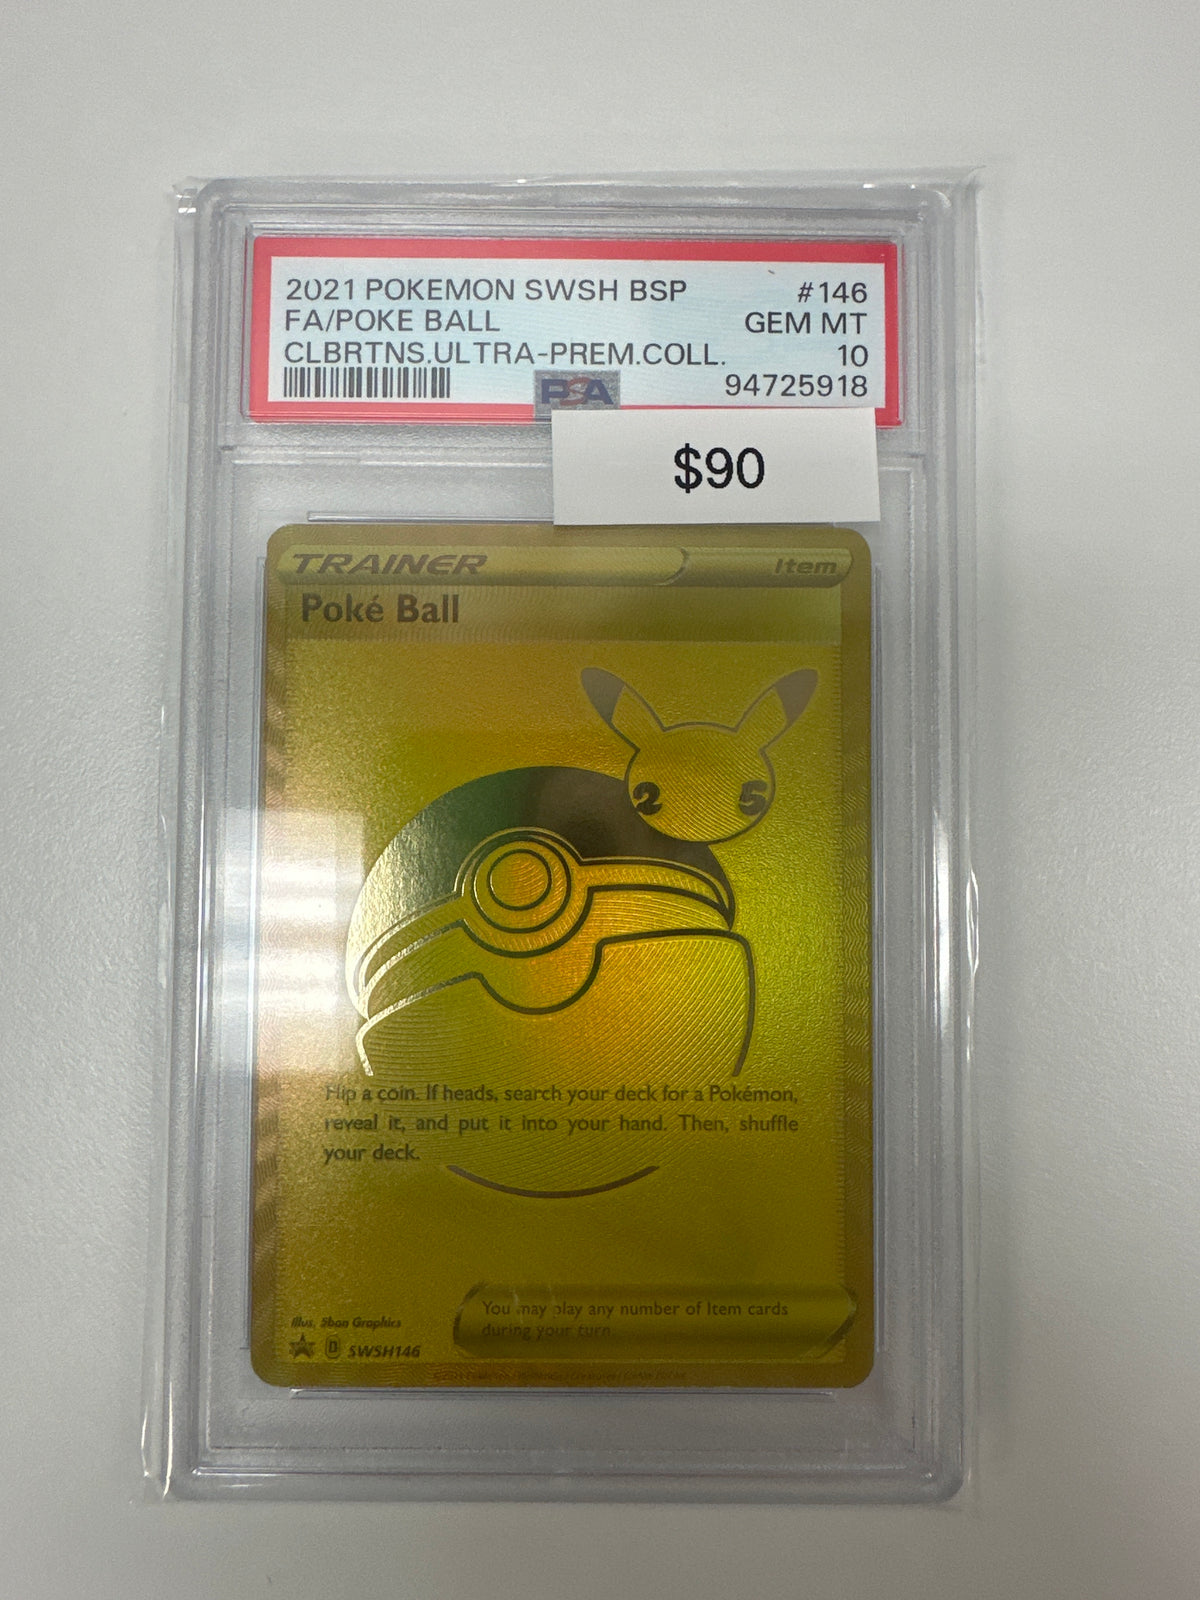 2021 POKEMON SWSH BSP #146
FA/POKE BALL GEM MT
CLBRTNS.ULTRA-PREM.COLL. 10
PSA 94725918
$90
TRAINER Item
Poké Ball
25
Flip a coin. If heads, search your deck for a Pokémon,
reveal it, and put it into your hand. Then, shuffle
your deck.
You may play any number of Item cards
during your turn.
Illus. 5ban Graphics
D SWSH146